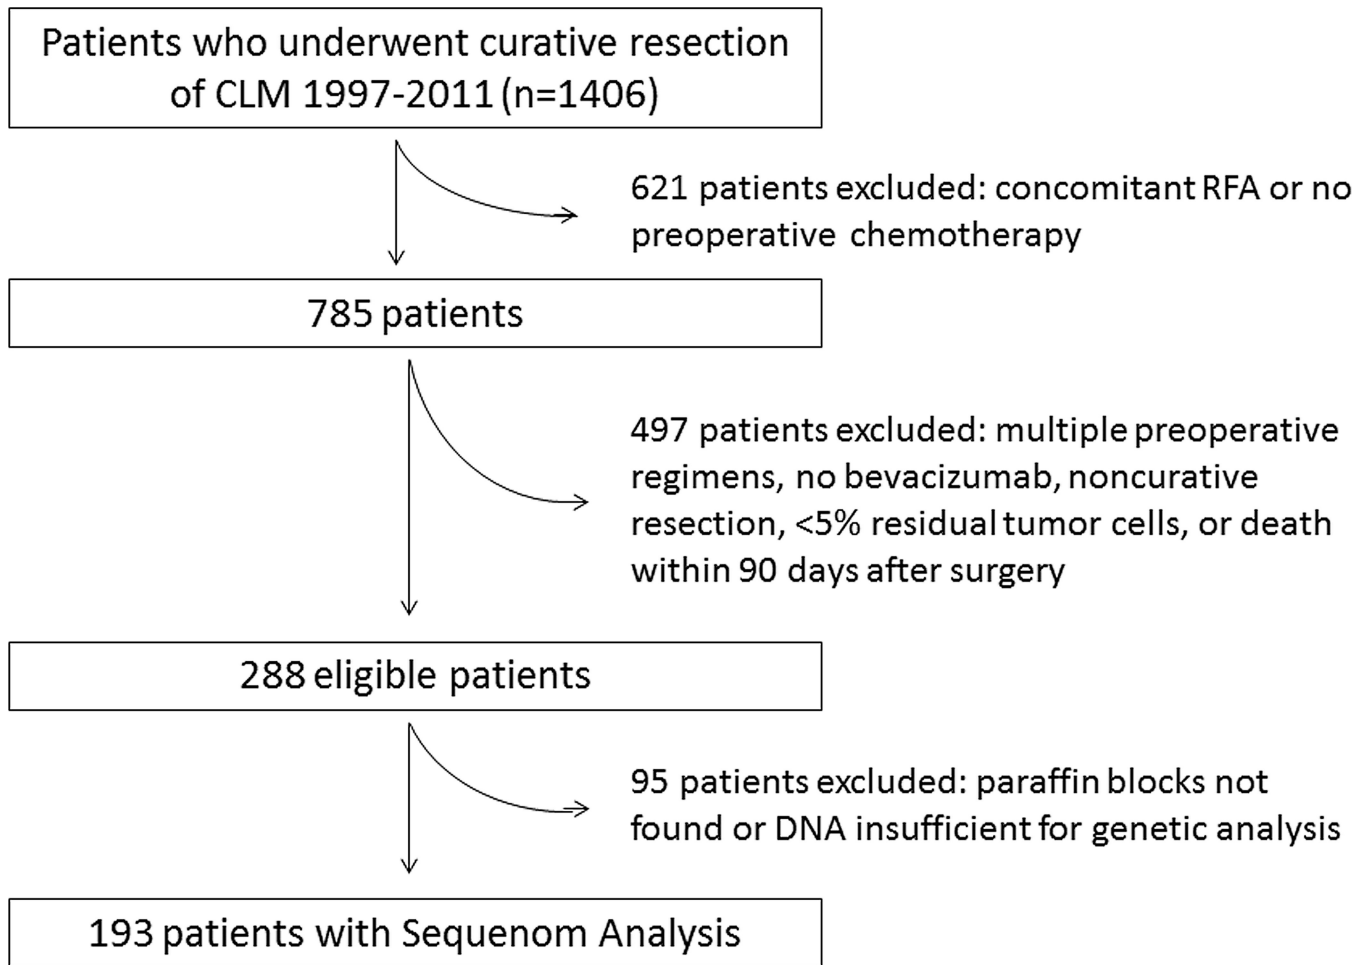 Patients who underwent curative resection
of CLM 1997-2011 (n=1406)
621 patients excluded: concomitant RFA or no
preoperative chemotherapy
785 patients
497 patients excluded: multiple preoperative
regimens, no bevacizumab, noncurative
resection, <5% residual tumor cells, or death
within 90 days after surgery
288 eligible patients
95 patients excluded: paraffin blocks not
found or DNA insufficient for genetic analysis
193 patients with Sequenom Analysis